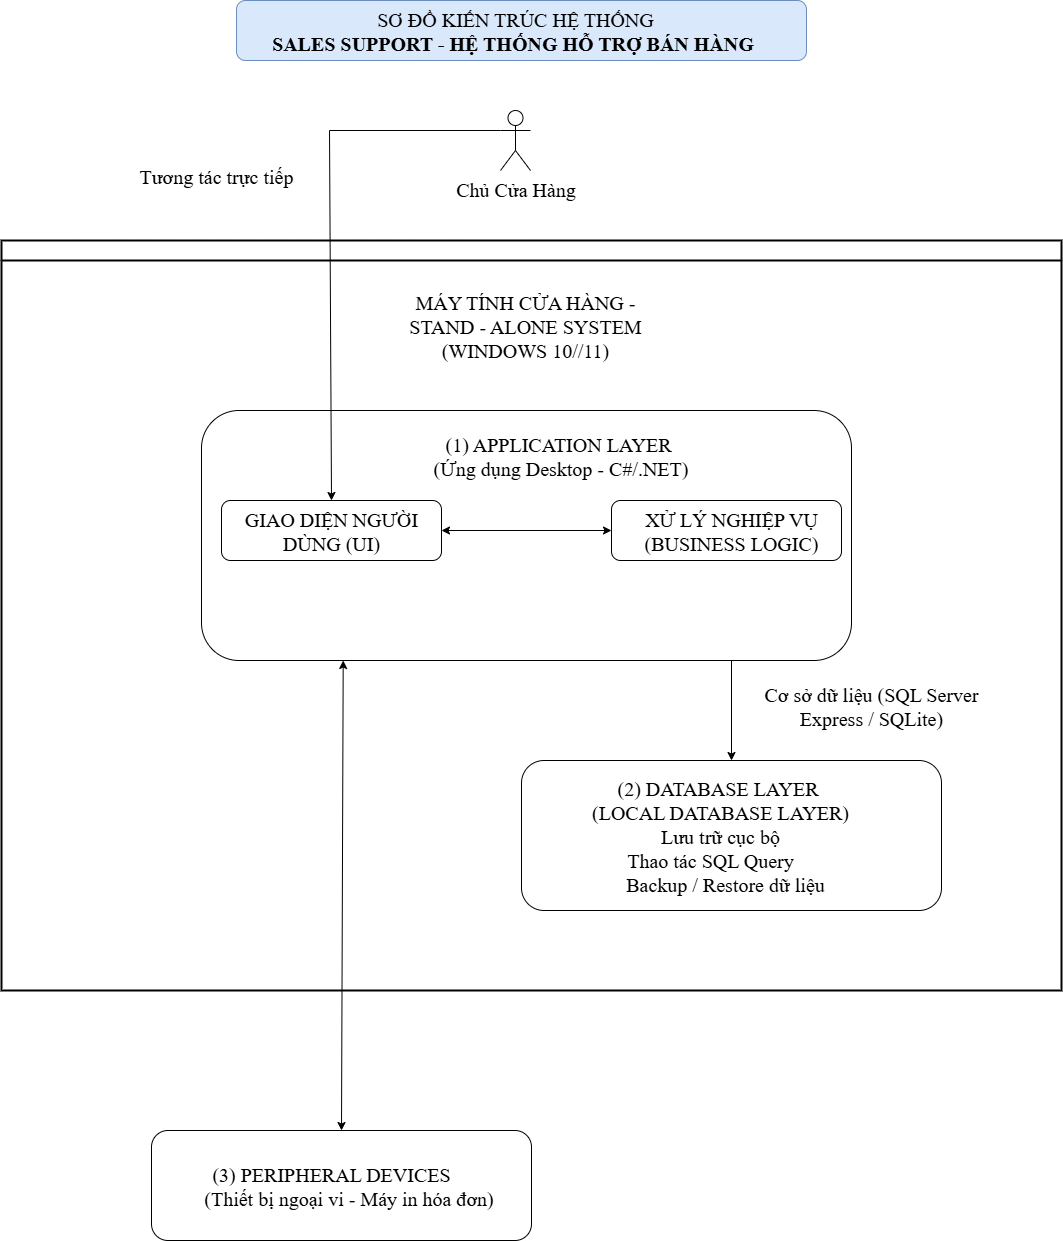 SƠ ĐỒ KIẾN TRÚC HỆ THỐNG
SALES SUPPORT - HỆ THỐNG HỖ TRỢ BÁN HÀNG
Tương tác trực tiếp
Chủ Cửa Hàng
MÁY TÍNH CỬA HÀNG -
STAND - ALONE SYSTEM
(WINDOWS 10//11)
(1) APPLICATION LAYER
(Ứng dụng Desktop - C#/.NET)
GIAO DIỆN NGƯỜI
DÙNG (UI)
XỬ LÝ NGHIỆP VỤ
(BUSINESS LOGIC)
Cơ sở dữ liệu (SQL Server
Express / SQLite)
(2) DATABASE LAYER
(LOCAL DATABASE LAYER)
Lưu trữ cục bộ
Thao tác SQL Query
Backup / Restore dữ liệu
(3) PERIPHERAL DEVICES
(Thiết bị ngoại vi - Máy in hóa đơn)